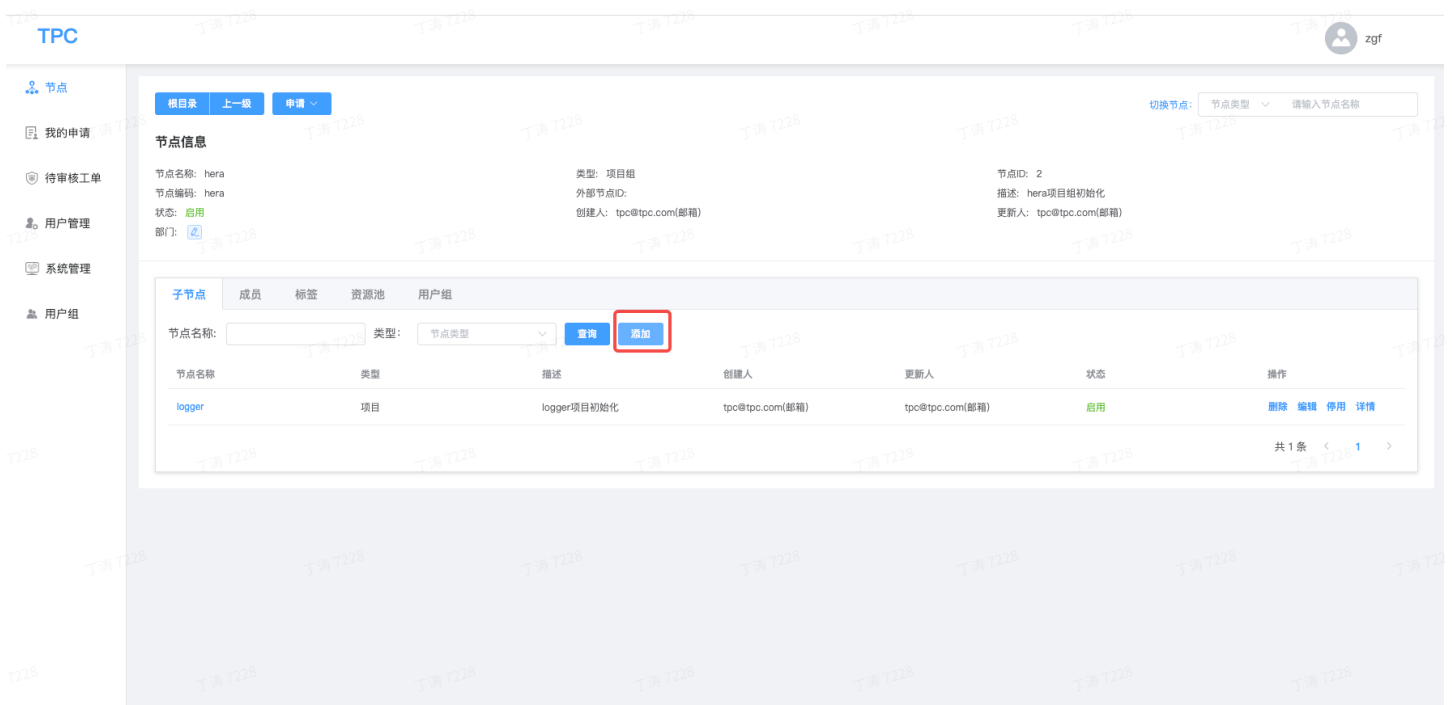 TPC
zgf
节点
我的申请
待审核工单
用户管理
系统管理
用户组
根目录 上一级 申请
切换节点: 节点类型 请输入节点名称
节点信息
节点名称: hera 类型: 项目组 节点ID: 2
节点编码: hera 外部节点ID: 描述: hera项目组初始化
状态: 启用 创建人: tpc@tpc.com(邮箱) 更新人: tpc@tpc.com(邮箱)
部门:
子节点 成员 标签 资源池 用户组
节点名称: 类型: 节点类型 查询 添加
节点名称 类型 描述 创建人 更新人 状态 操作
logger 项目 logger项目初始化 tpc@tpc.com(邮箱) tpc@tpc.com(邮箱) 启用 删除 编辑 停用 详情
共 1 条 < 1 >
丁涛 7228